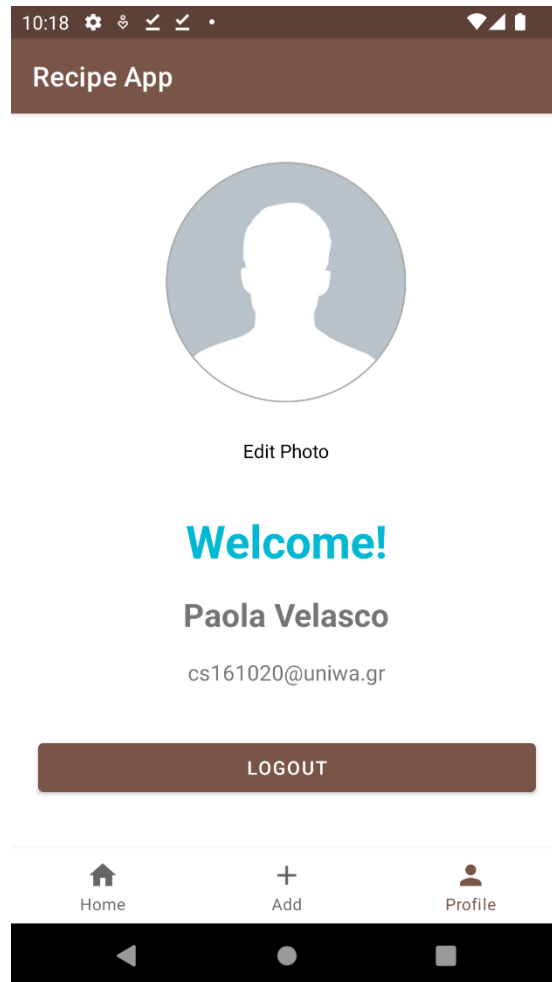 10:18
Recipe App
Edit Photo
Welcome!
Paola Velasco
cs161020@uniwa.gr
LOGOUT
Home Add Profile